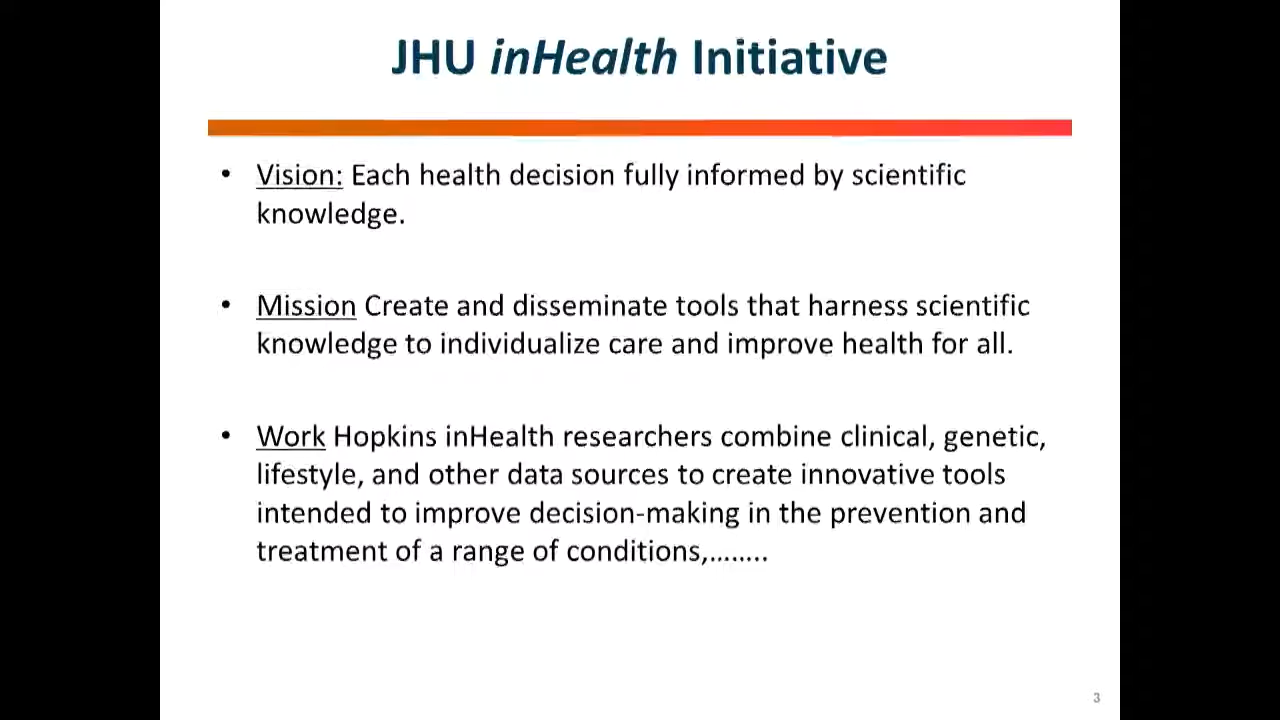 JHU inHealth Initiative
• Vision: Each health decision fully informed by scientific
knowledge.
• Mission Create and disseminate tools that harness scientific
knowledge to individualize care and improve health for all.
• Work Hopkins inHealth researchers combine clinical, genetic,
lifestyle, and other data sources to create innovative tools
intended to improve decision-making in the prevention and
treatment of a range of conditions,……..
3